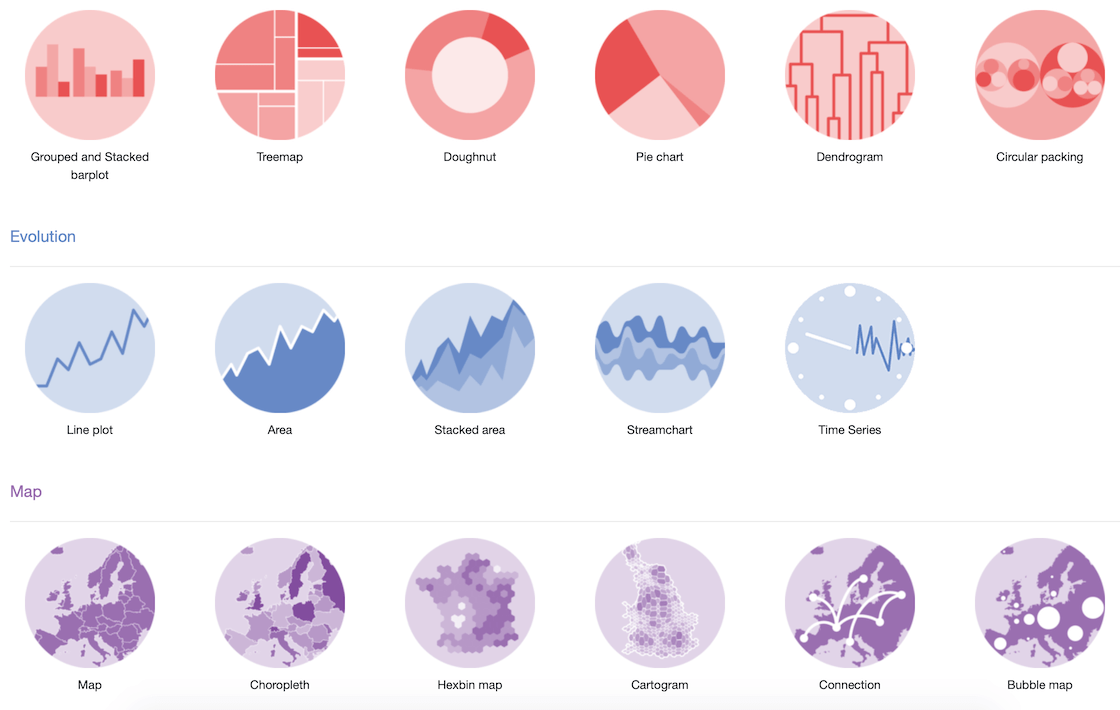 Grouped and Stacked
barplot
Treemap
Doughnut
Pie chart
Dendrogram
Circular packing
Evolution
Line plot
Area
Stacked area
Streamchart
Time Series
Map
Map
Choropleth
Hexbin map
Cartogram
Connection
Bubble map